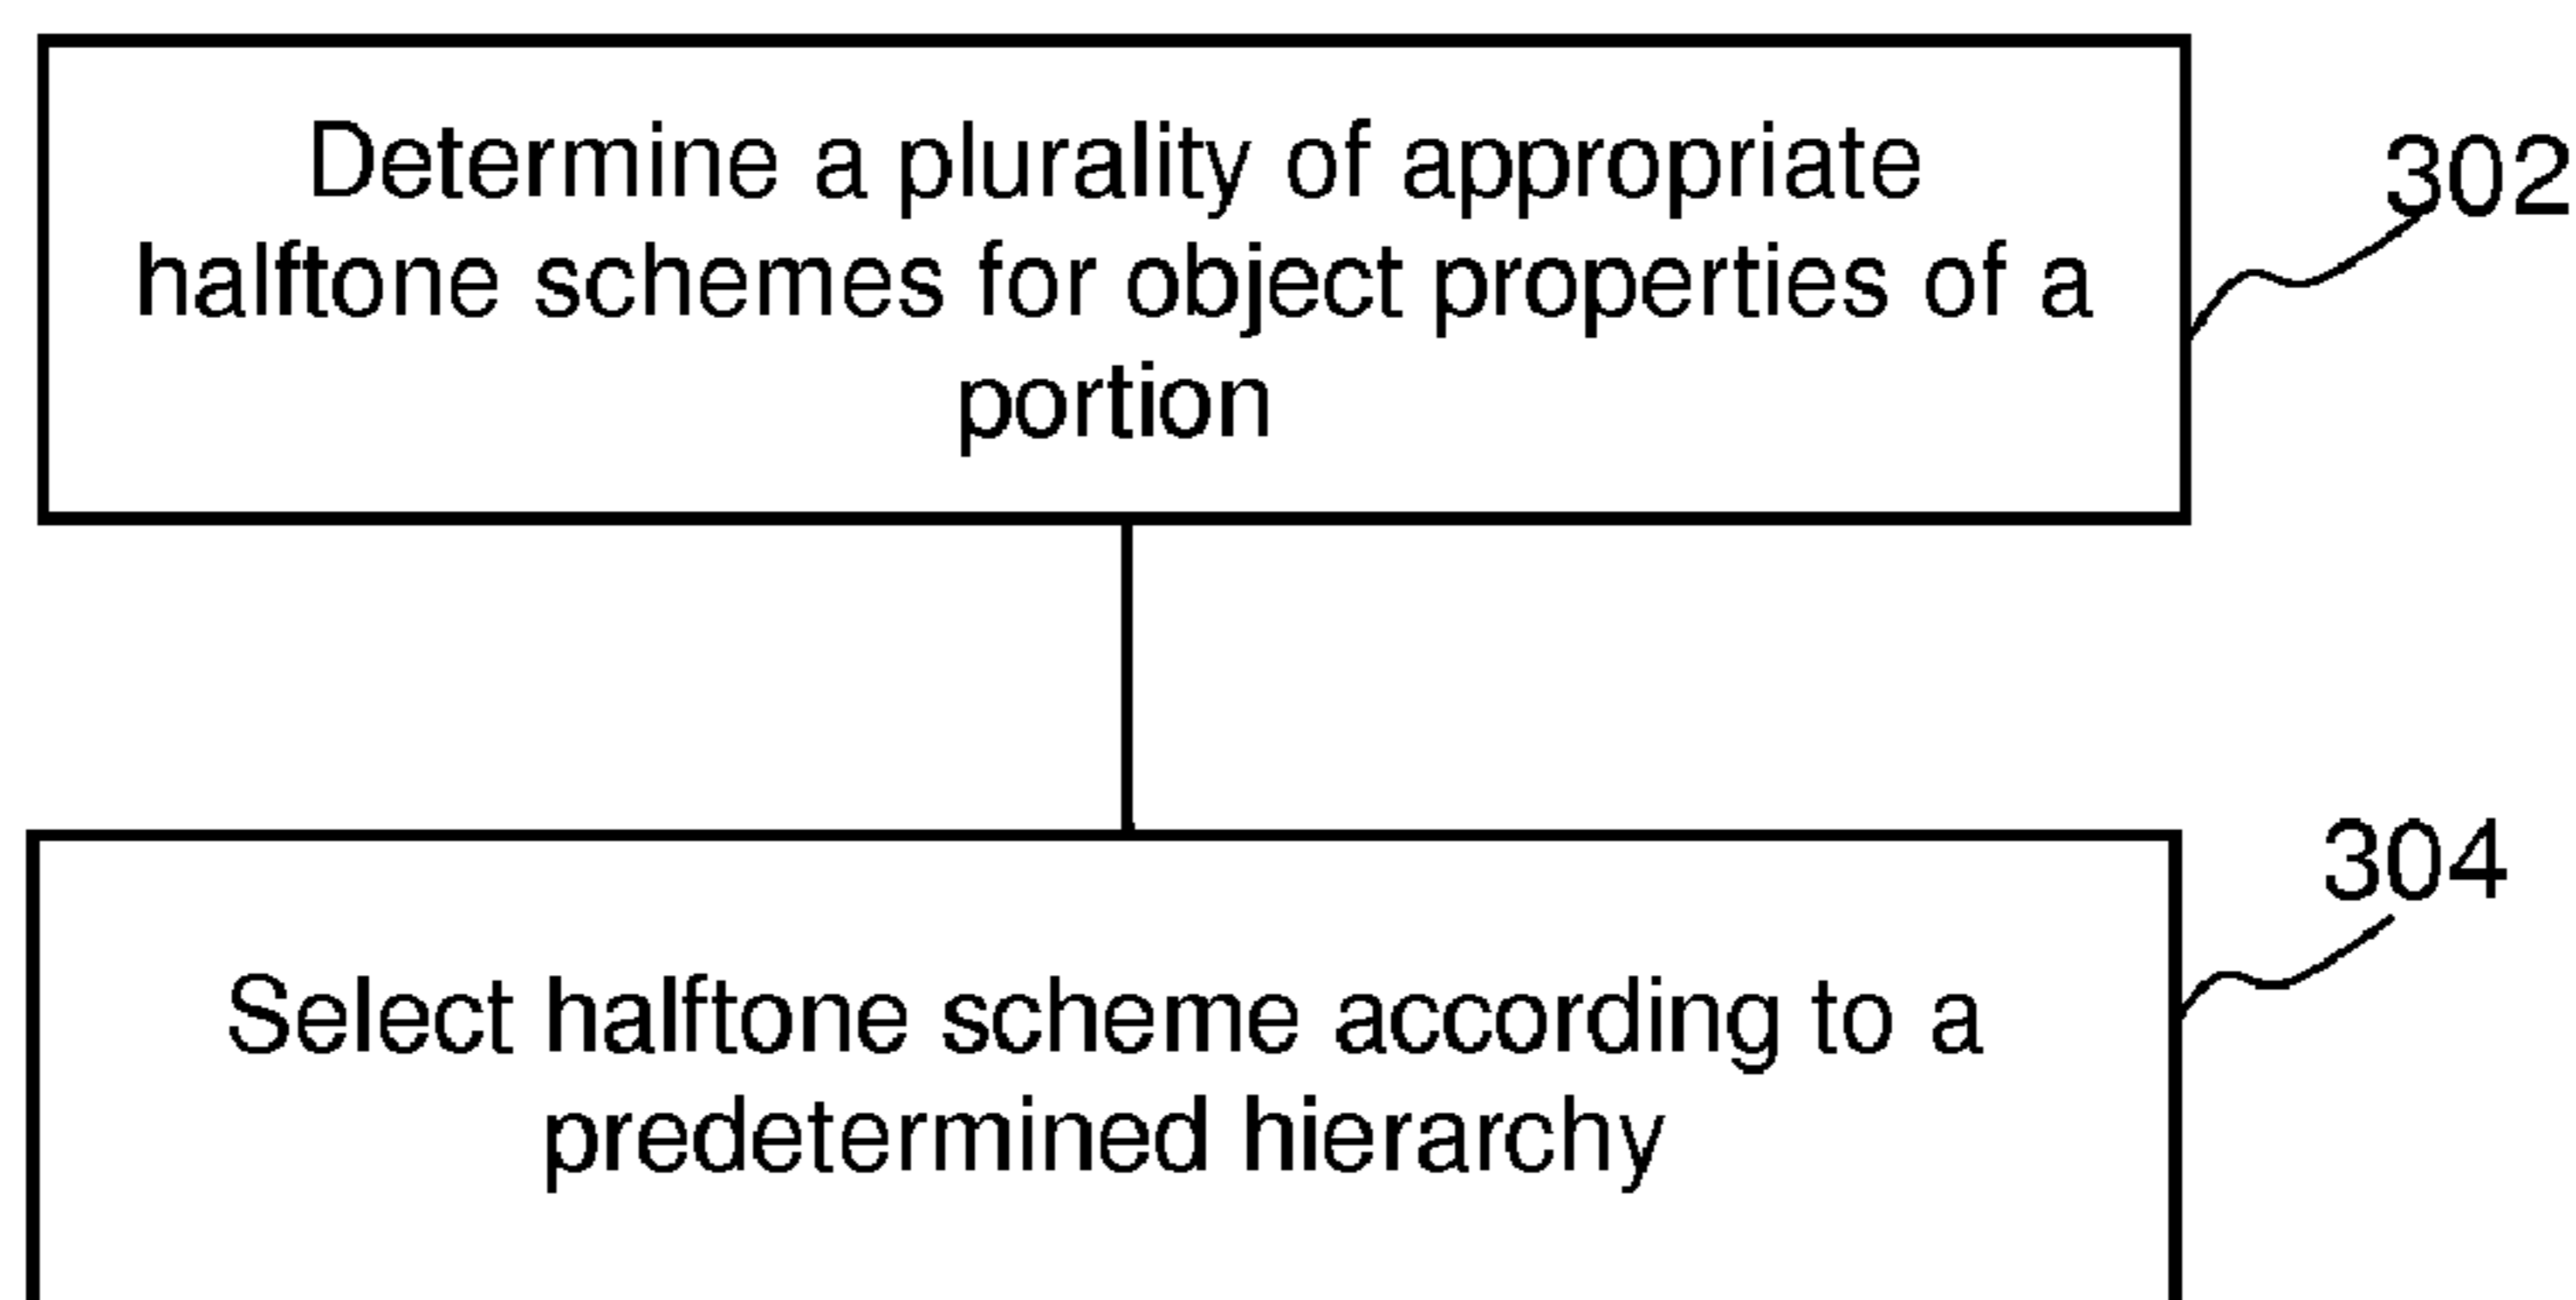 Determine a plurality of appropriate
halftone schemes for object properties of a
portion
302
304
Select halftone scheme according to a
predetermined hierarchy